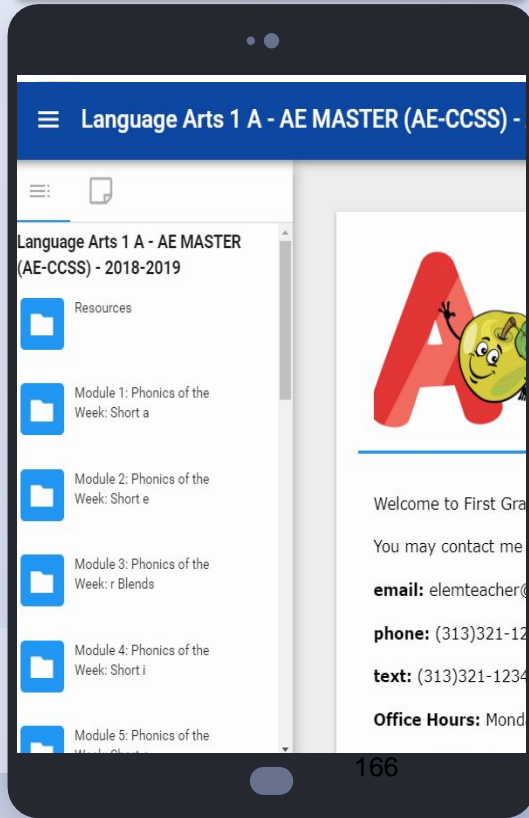 Language Arts 1 A - AE MASTER (AE-CCSS) -
Language Arts 1 A - AE MASTER
(AE-CCSS) - 2018-2019
Resources
Module 1: Phonics of the
Week: Short a
Module 2: Phonics of the
Week: Short e
Module 3: Phonics of the
Week: r Blends
Module 4: Phonics of the
Week: Short i
Module 5: Phonics of the
A
Welcome to First Gra
You may contact me
email: elemteacher@
phone: (313)321-12
text: (313)321-1234
Office Hours: Monda
166